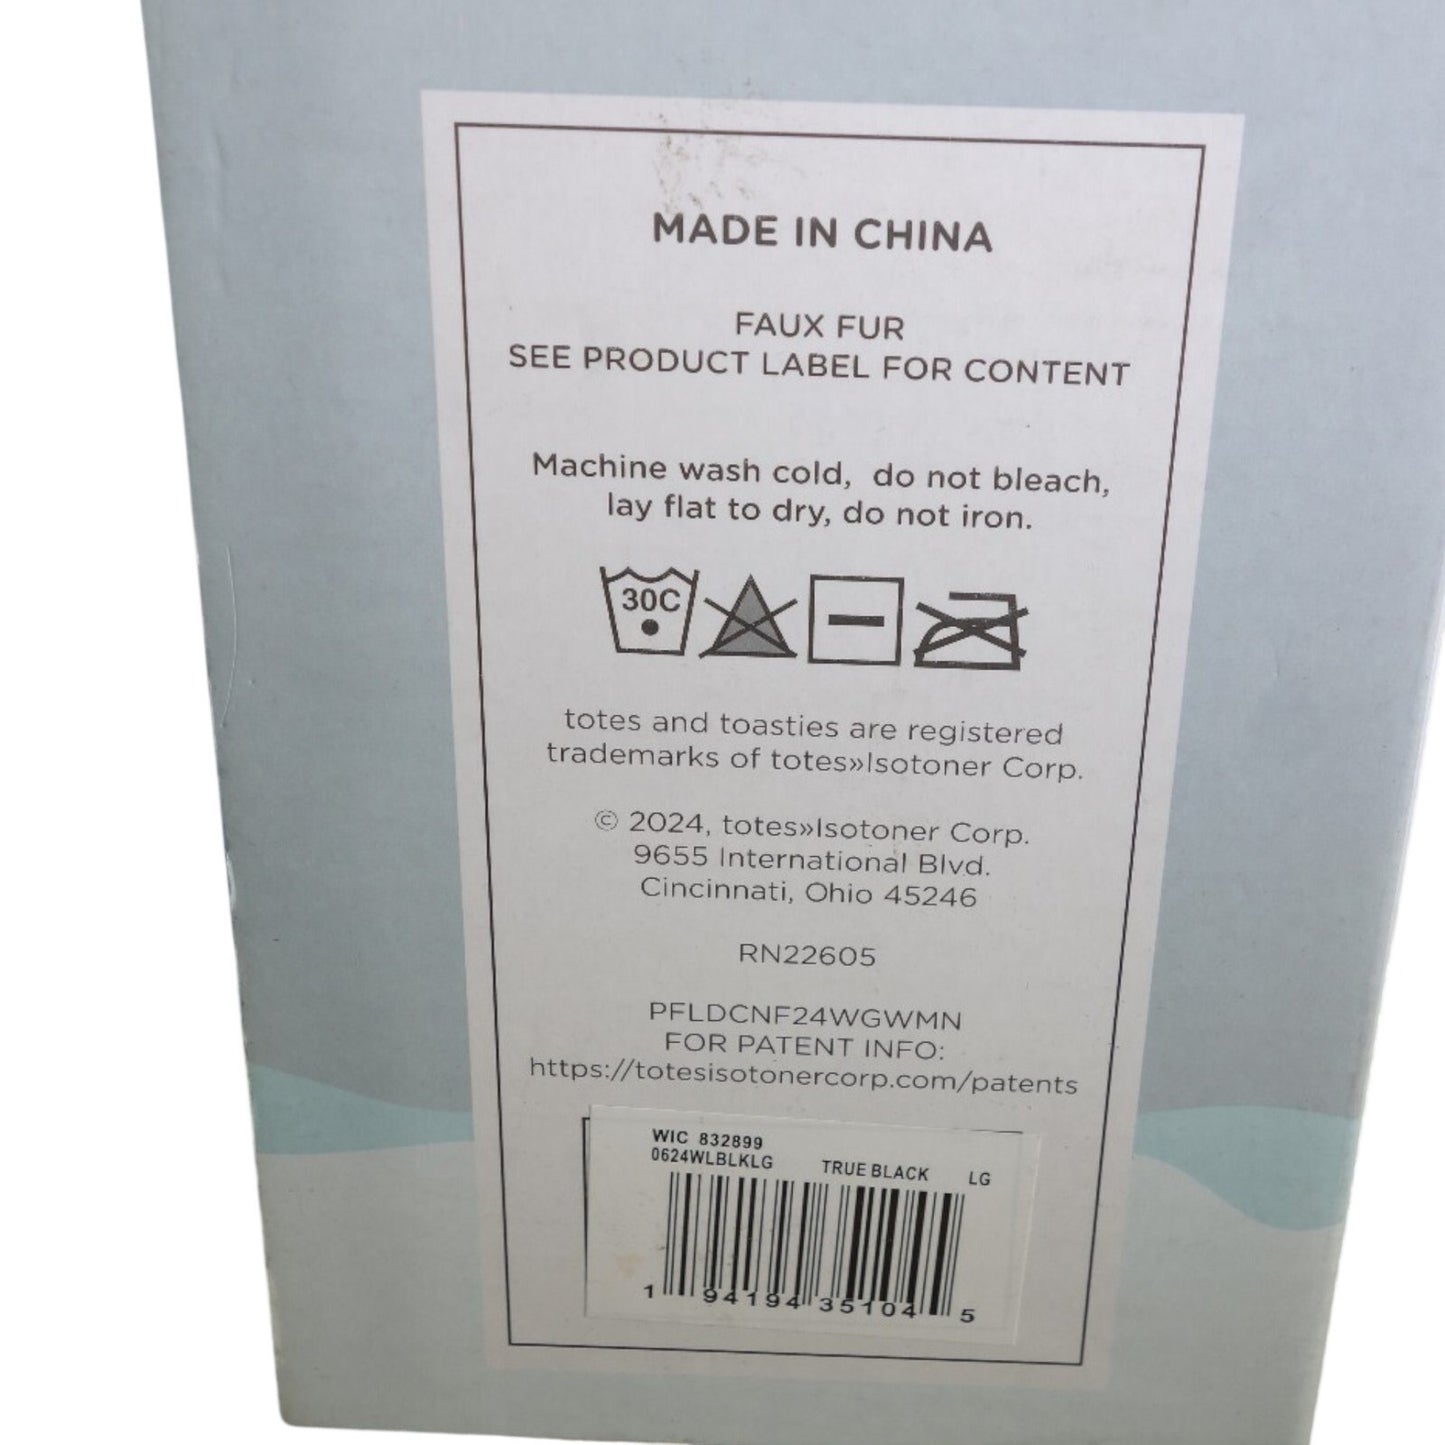 MADE IN CHINA
FAUX FUR
SEE PRODUCT LABEL FOR CONTENT
Machine wash cold, do not bleach,
lay flat to dry, do not iron.
30C
totes and toasties are registered
trademarks of totes»Isotoner Corp.
© 2024, totes»Isotoner Corp.
9655 International Blvd.
Cincinnati, Ohio 45246
RN22605
PFLDCNF24WGWMN
FOR PATENT INFO:
https://totesisotonercorp.com/patents
WIC 832899
0624WLBLKLG TRUE BLACK LG
1 94194 35104 5